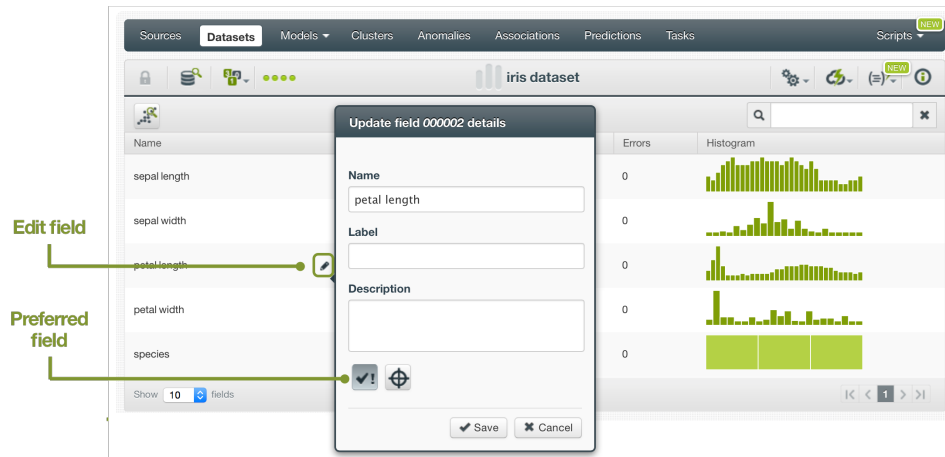 NEW
Sources Datasets Models Clusters Anomalies Associations Predictions Tasks Scripts
NEW
iris dataset
Update field 000002 details
Name Errors Histogram
sepal length 0
Name
petal length
Edit field
sepal width 0
Label
petal length 0
Description
Preferred
field
petal width 0
species 0
Show 10 fields 1
Save Cancel